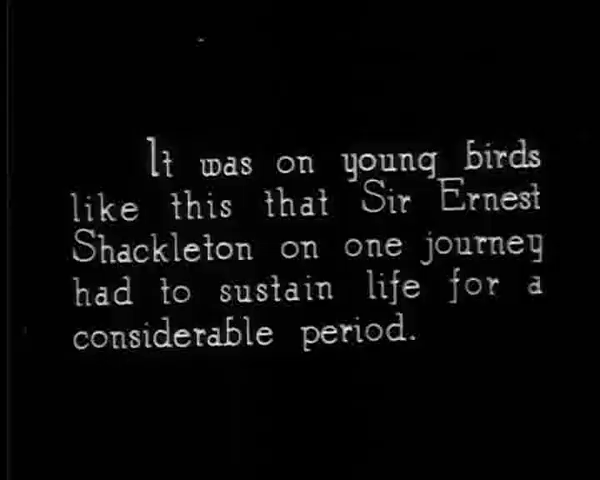 It was on young birds
like this that Sir Ernest
Shackleton on one journey
had to sustain life for a
considerable period.